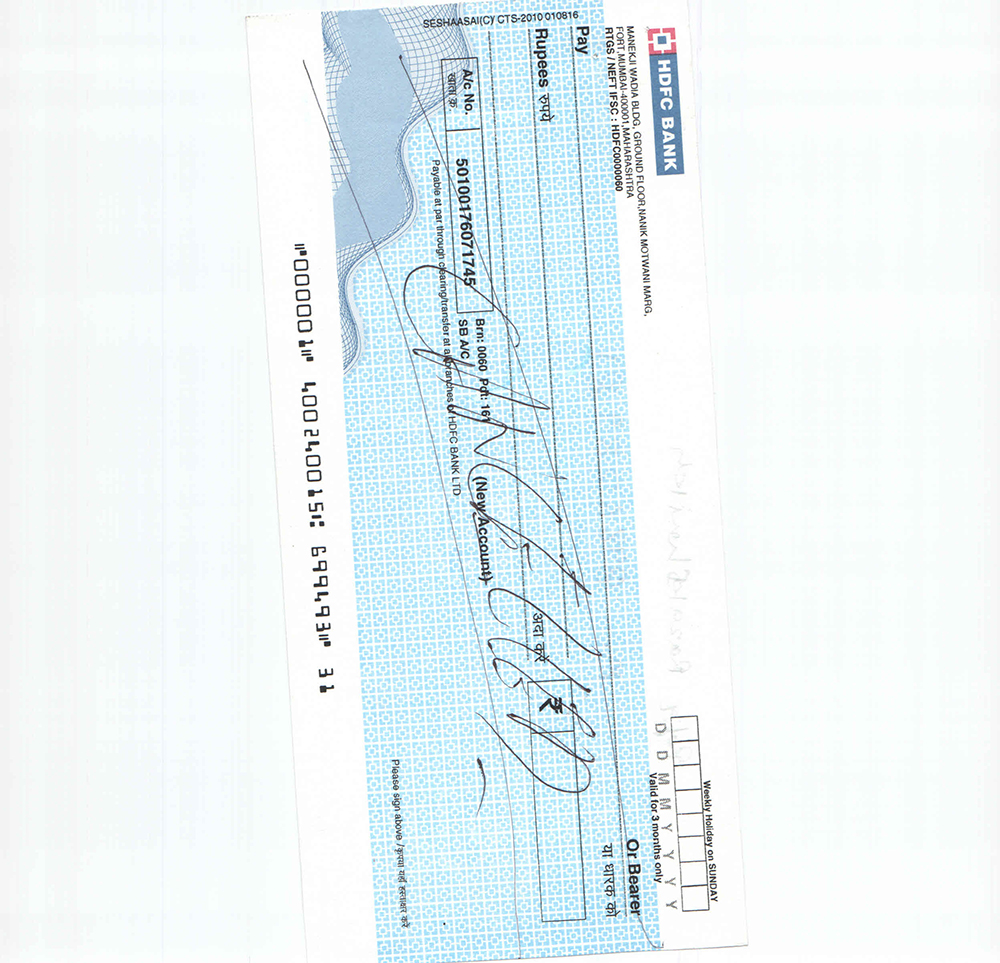 HDFC BANK
MANEKJI WADIA BLDG, GROUND FLOOR,NANIK MOTWANI MARG,
FORT,MUMBAI-400001,MAHARASHTRA
RTGS / NEFT IFSC : HDFC0000060
Weekly Holiday on SUNDAY
D D M M Y Y Y Y
Valid for 3 months only
Pay
Or Bearer
या धारक को
Rupees रुपये
अदा करें
₹
A/c No.
खाता क्र.
50100176071745
Brn: 0060 Pdt: 161
SB A/C
(New Account)
CANCELLED
Payable at par through clearing/transfer at all branches of HDFC BANK LTD
SESHAASAI(C)/ CTS-2010 010816
Please sign above / कृपया यहाँ हस्ताक्षर करें
⑈000001⑈ 400240015⑆ 699493⑈ 31